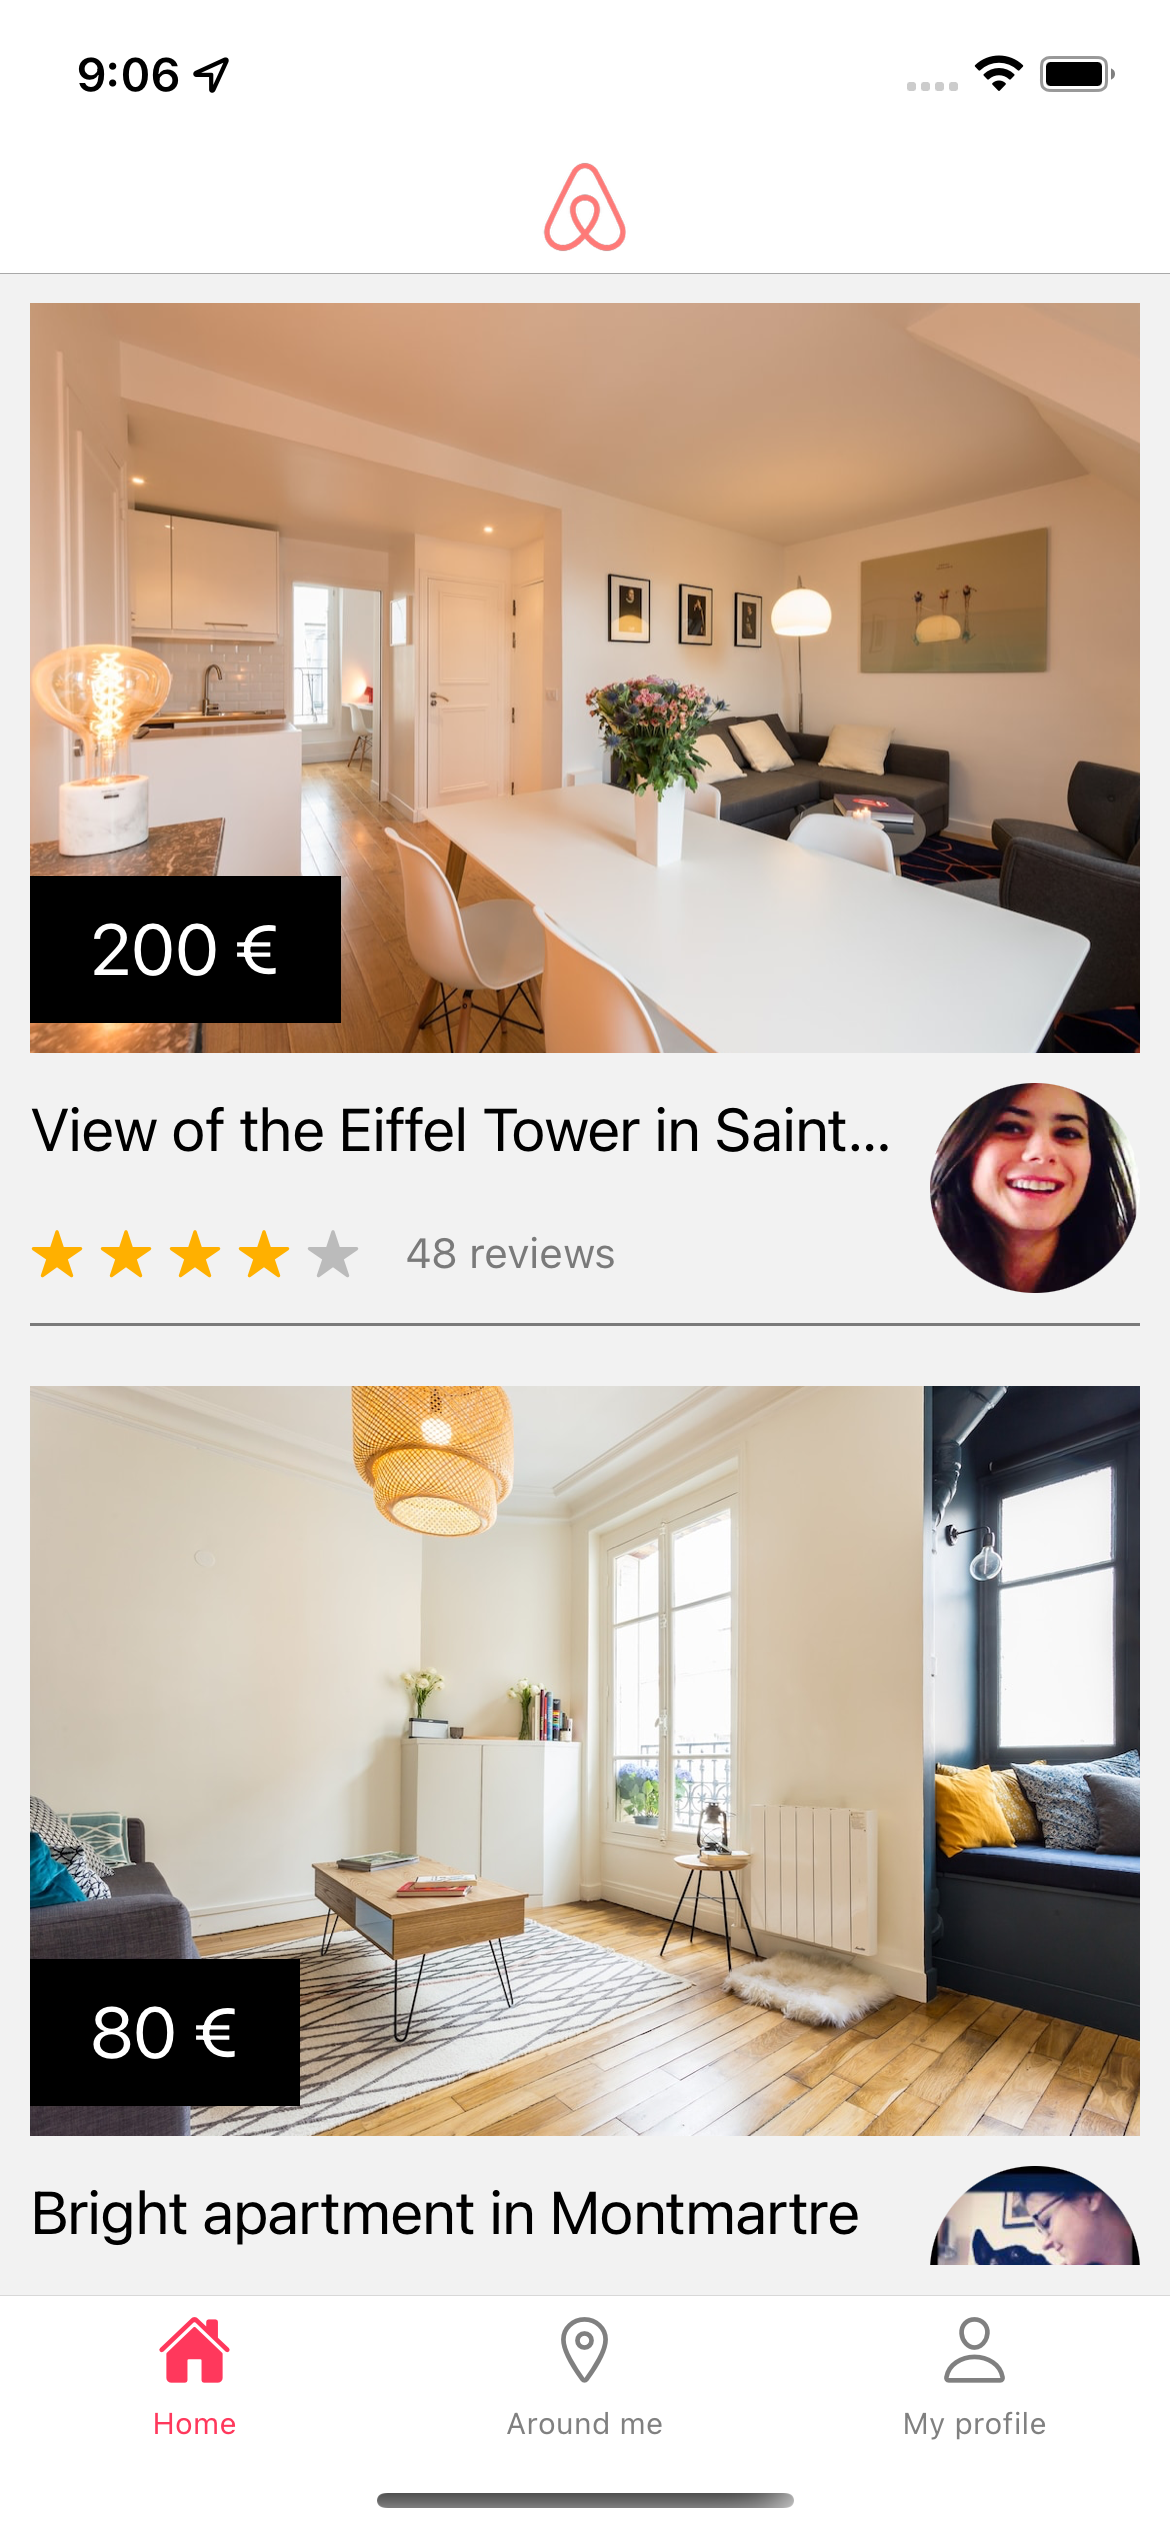 9:06
200 €
View of the Eiffel Tower in Saint...
48 reviews
80 €
Bright apartment in Montmartre
Home
Around me
My profile